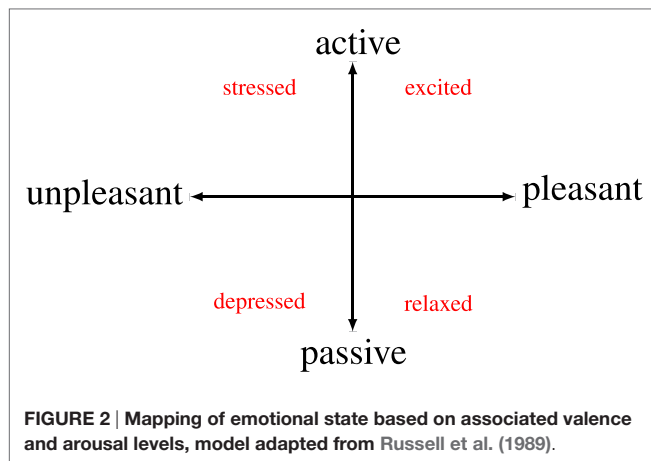 active
stressed excited
unpleasant pleasant
depressed relaxed
passive
FIGURE 2 | Mapping of emotional state based on associated valence
and arousal levels, model adapted from Russell et al. (1989).